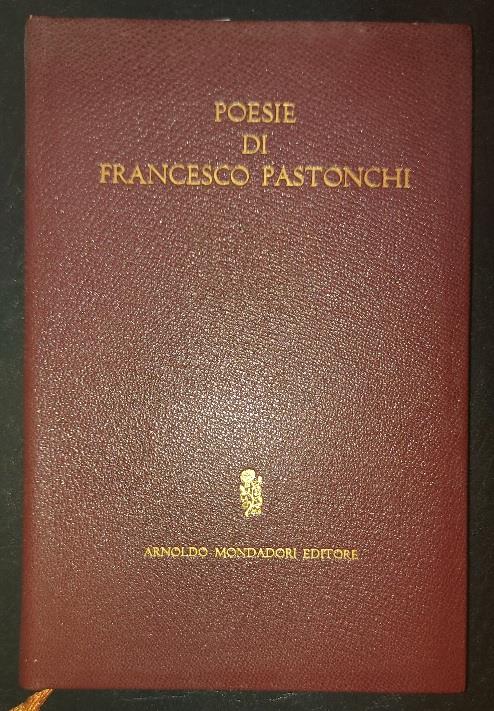 POESIE
DI
FRANCESCO PASTONCHI
ARNOLDO MONDADORI EDITORE